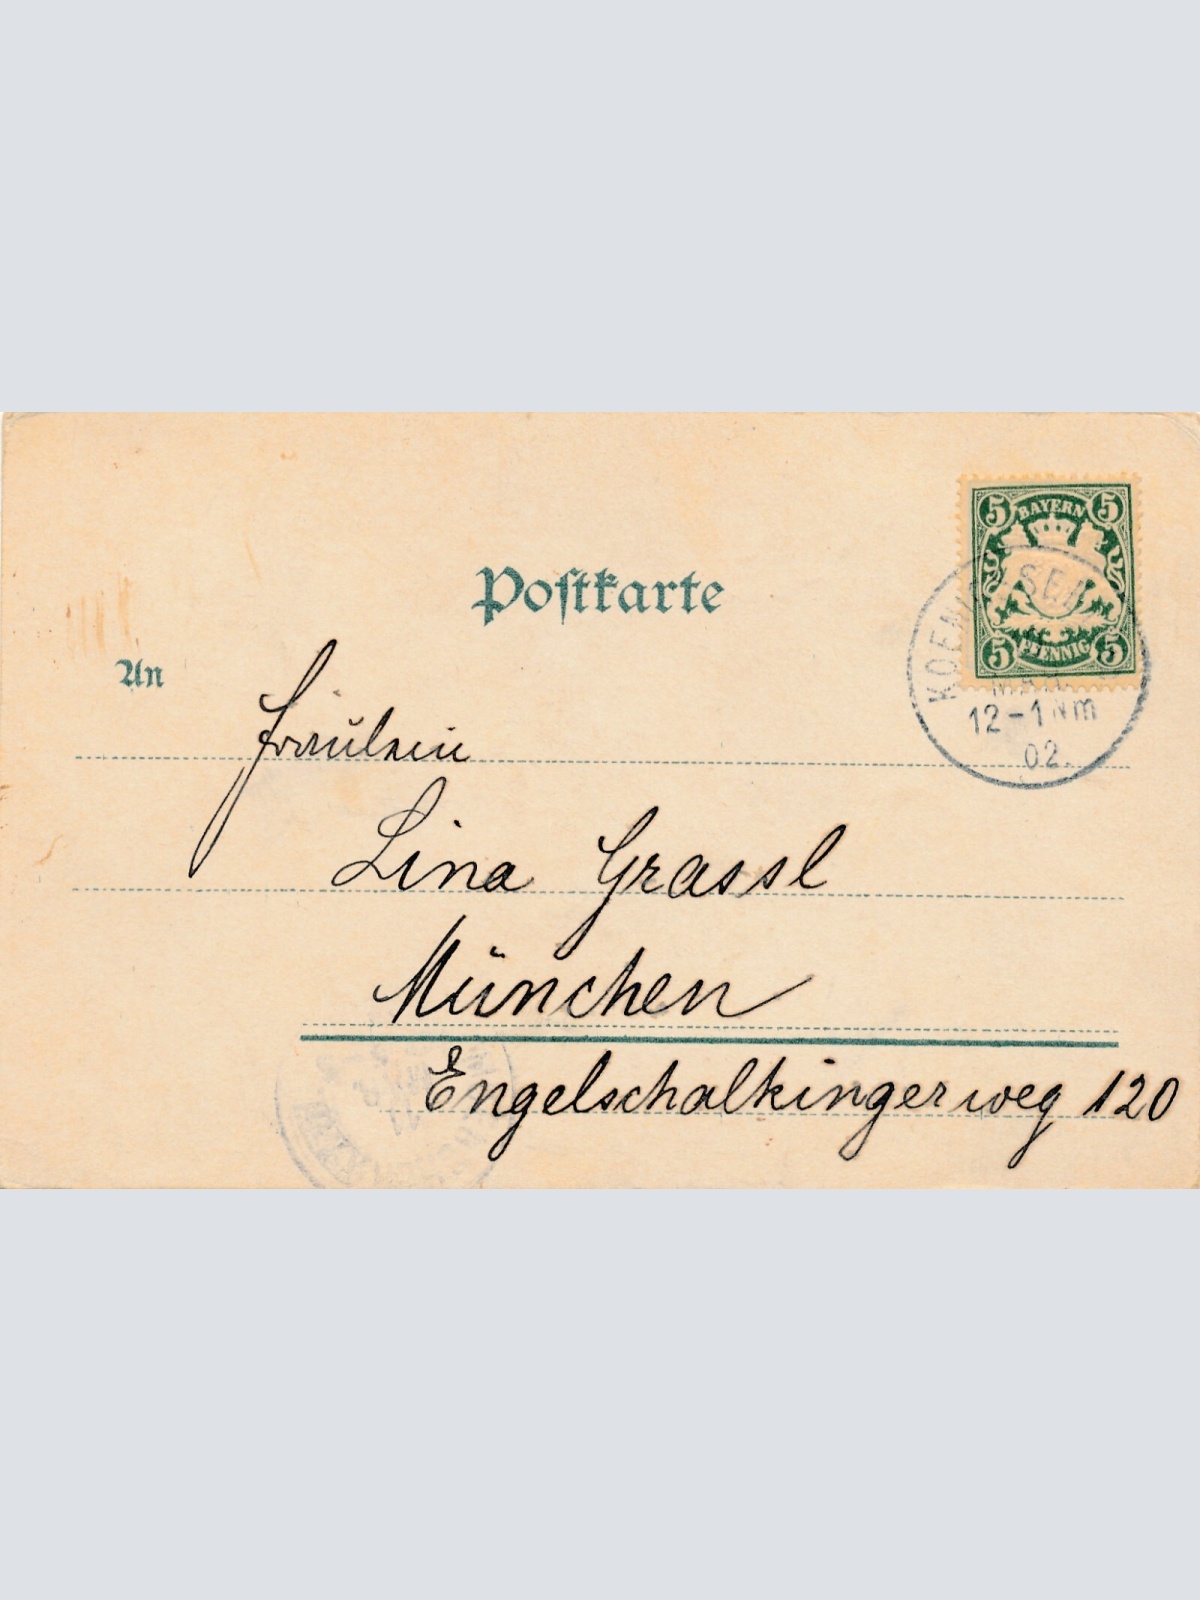 Postkarte
5 BAYERN 5
5 PFENNIG 5
12-1 Nm
02.
An
Fräulein
Lina Grassl
München
Engelschalkingerweg 120